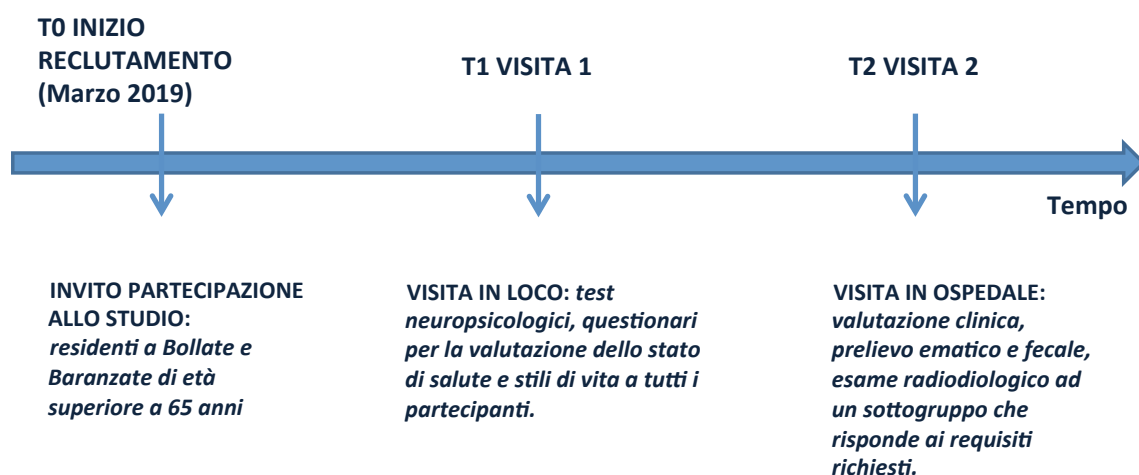 T0 INIZIO
RECLUTAMENTO
(Marzo 2019)
T1 VISITA 1
T2 VISITA 2
Tempo
INVITO PARTECIPAZIONE
ALLO STUDIO:
residenti a Bollate e
Baranzate di età
superiore a 65 anni
VISITA IN LOCO: test
neuropsicologici, questionari
per la valutazione dello stato
di salute e stili di vita a tutti i
partecipanti.
VISITA IN OSPEDALE:
valutazione clinica,
prelievo ematico e fecale,
esame radiodiologico ad
un sottogruppo che
risponde ai requisiti
richiesti.